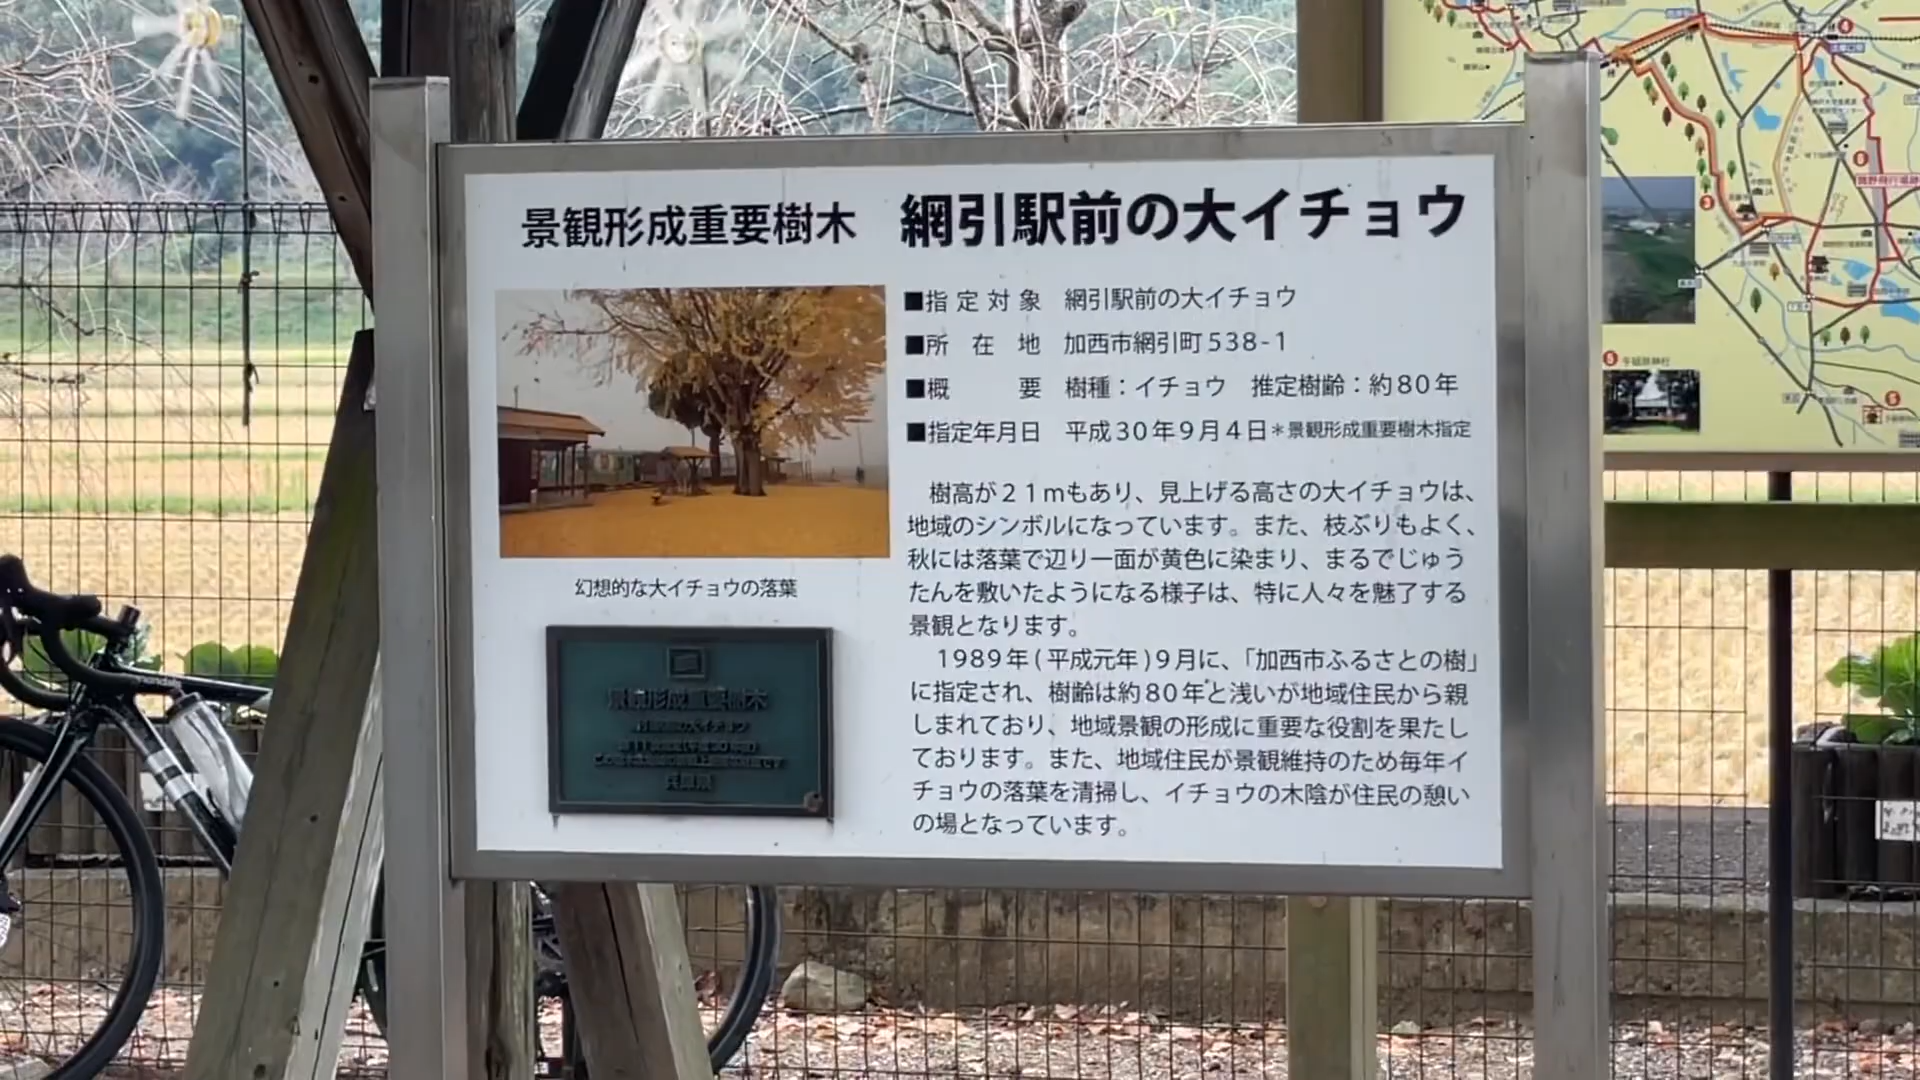 景観形成重要樹木　網引駅前の大イチョウ
■指定対象　網引駅前の大イチョウ
■所在地　加西市網引町538-1
■概要　樹種：イチョウ　推定樹齢：約80年
■指定年月日　平成30年9月4日＊景観形成重要樹木指定
樹高が21mもあり、見上げる高さの大イチョウは、
地域のシンボルになっています。また、枝ぶりもよく、
秋には落葉で辺り一面が黄色に染まり、まるでじゅう
たんを敷いたようになる様子は、特に人々を魅了する
景観となります。
1989年(平成元年)9月に、「加西市ふるさとの樹」
に指定され、樹齢は約80年と浅いが地域住民から親
しまれており、地域景観の形成に重要な役割を果たし
ております。また、地域住民が景観維持のため毎年イ
チョウの落葉を清掃し、イチョウの木陰が住民の憩い
の場となっています。
幻想的な大イチョウの落葉
景観形成重要樹木
兵庫県